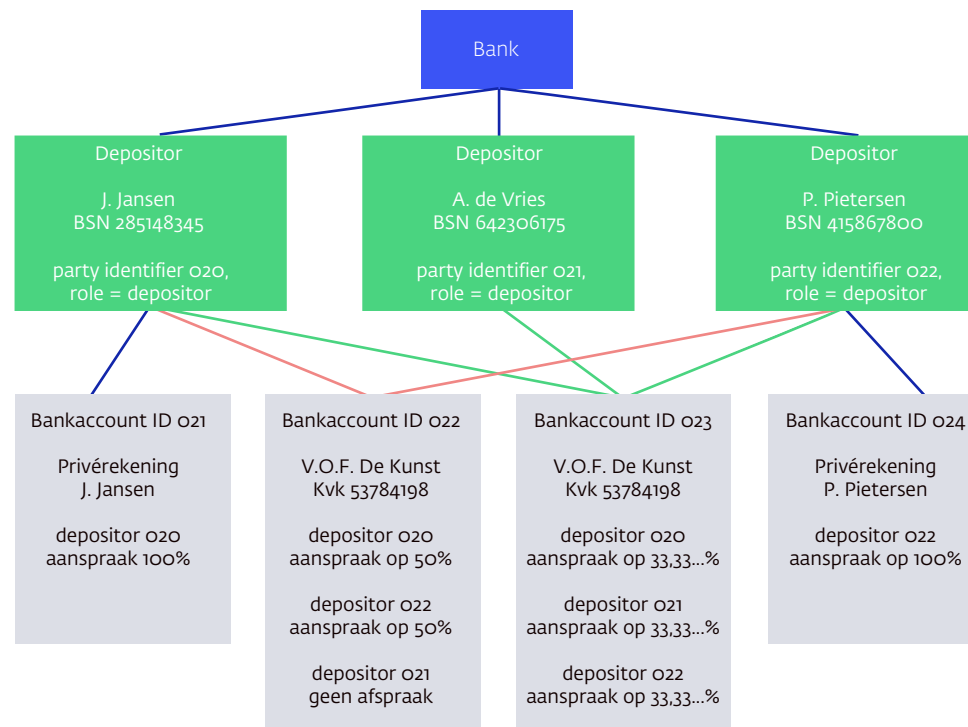 Bank
Depositor
J. Jansen
BSN 285148345
party identifier 020,
role = depositor
Depositor
A. de Vries
BSN 642306175
party identifier 021,
role = depositor
Depositor
P. Pietersen
BSN 415867800
party identifier 022,
role = depositor
Bankaccount ID 021
Privérekening
J. Jansen
depositor 020
aanspraak 100%
Bankaccount ID 022
V.O.F. De Kunst
Kvk 53784198
depositor 020
aanspraak op 50%
depositor 022
aanspraak op 50%
depositor 021
geen afspraak
Bankaccount ID 023
V.O.F. De Kunst
Kvk 53784198
depositor 020
aanspraak op 33,33...%
depositor 021
aanspraak op 33,33...%
depositor 022
aanspraak op 33,33...%
Bankaccount ID 024
Privérekening
P. Pietersen
depositor 022
aanspraak op 100%